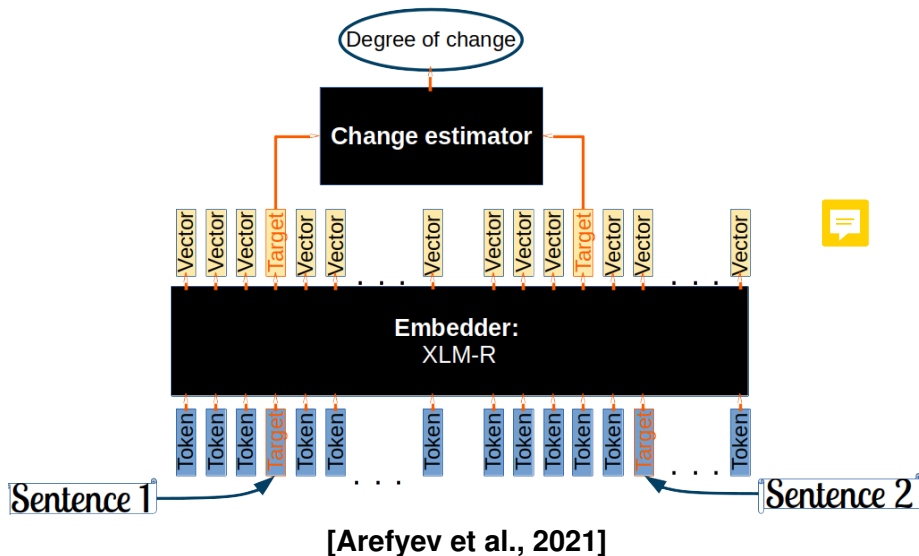 Degree of change
Change estimator
Vector Vector Vector Target Vector Vector . . . Vector Vector Vector Vector Target Vector Vector . . . Vector
Embedder:
XLM-R
Token Token Token Target Token Token . . . Token Token Token Token Token Token Target . . . Token
Sentence 1
Sentence 2
[Arefyev et al., 2021]